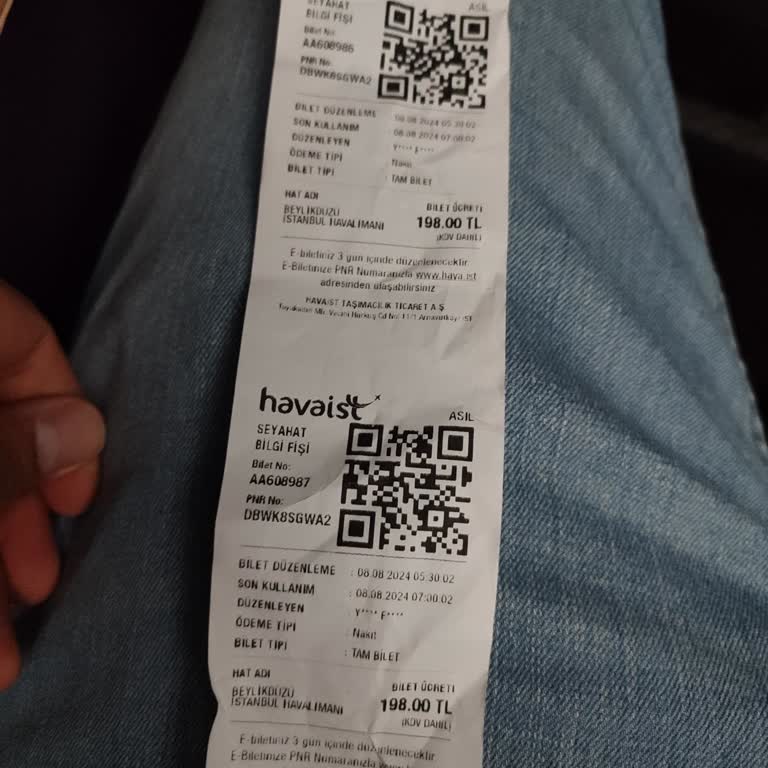 SEYAHAT
BİLGİ FİŞİ
ASIL
Bilet No:
AA608986
PNR No:
DBWK8SGWA2
BİLET DÜZENLEME : 08.08.2024 05:30:02
SON KULLANIM : 08.08.2024 07:00:02
DÜZENLEYEN : Y**** F****
ÖDEME TİPİ : Nakit
BİLET TİPİ : TAM BİLET
HAT ADI
BİLET ÜCRETİ
BEYLİKDÜZÜ
İSTANBUL HAVALİMANI
198.00 TL
(KDV DAHİL)
E-biletiniz 3 gün içinde düzenlenecektir.
E-Biletinize PNR Numaranızla www.hava.ist
adresinden ulaşabilirsiniz
HAVAİST TAŞIMACILIK TİCARET A.Ş
havaist
ASIL
SEYAHAT
BİLGİ FİŞİ
Bilet No:
AA608987
PNR No:
DBWK8SGWA2
BİLET DÜZENLEME : 08.08.2024 05:30:02
SON KULLANIM : 08.08.2024 07:00:02
DÜZENLEYEN : Y**** F****
ÖDEME TİPİ : Nakit
BİLET TİPİ : TAM BİLET
HAT ADI
BİLET ÜCRETİ
BEYLİKDÜZÜ
İSTANBUL HAVALİMANI
198.00 TL
(KDV DAHİL)
E-biletiniz 3 gün içinde düzenlenecektir.
E-Biletinize PNR Numaranızla